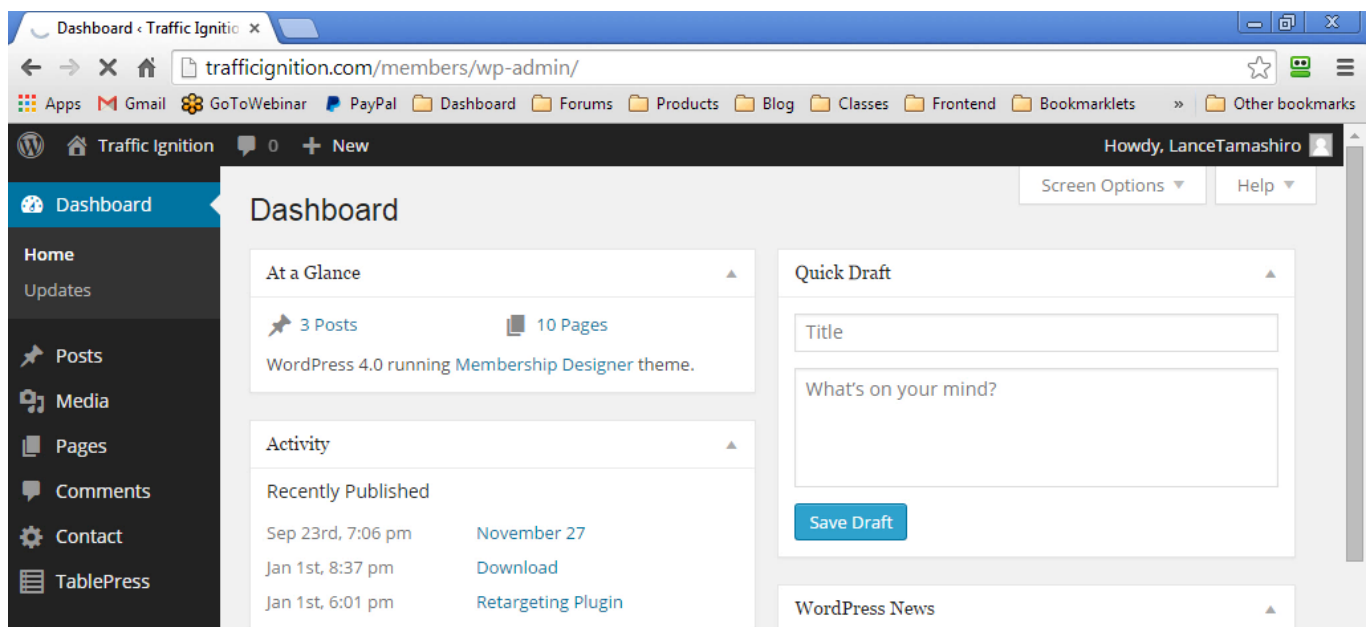 Dashboard ‹ Traffic Ignitio
trafficignition.com/members/wp-admin/
Apps Gmail GoToWebinar PayPal Dashboard Forums Products Blog Classes Frontend Bookmarklets » Other bookmarks
Traffic Ignition 0 + New Howdy, LanceTamashiro
Screen Options Help
Dashboard
Home
Updates
Posts
Media
Pages
Comments
Contact
TablePress
Dashboard
At a Glance
3 Posts 10 Pages
WordPress 4.0 running Membership Designer theme.
Activity
Recently Published
Sep 23rd, 7:06 pm November 27
Jan 1st, 8:37 pm Download
Jan 1st, 6:01 pm Retargeting Plugin
Quick Draft
Title
What's on your mind?
Save Draft
WordPress News